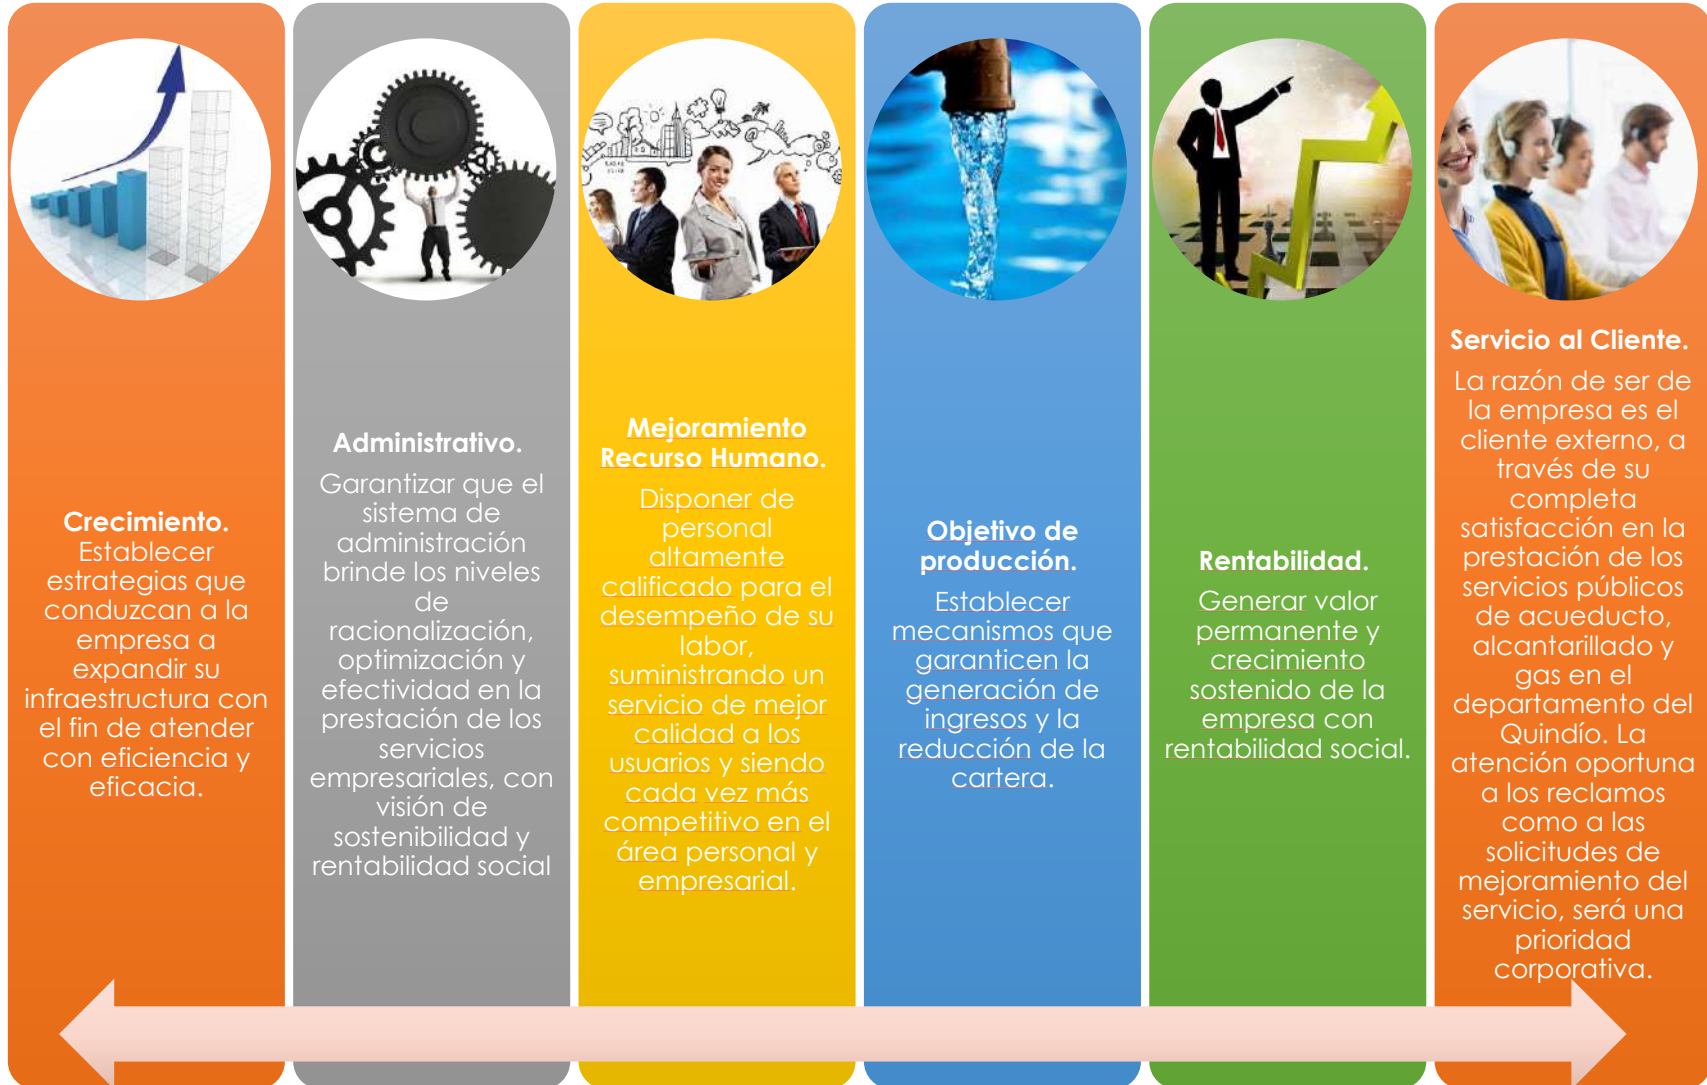 Crecimiento.
Establecer
estrategias que
conduzcan a la
empresa a
expandir su
infraestructura con
el fin de atender
con eficiencia y
eficacia.
Administrativo.
Garantizar que el
sistema de
administración
brinde los niveles
de
racionalización,
optimización y
efectividad en la
prestación de los
servicios
empresariales, con
visión de
sostenibilidad y
rentabilidad social
Mejoramiento
Recurso Humano.
Disponer de
personal
altamente
calificado para el
desempeño de su
labor,
suministrando un
servicio de mejor
calidad a los
usuarios y siendo
cada vez más
competitivo en el
área personal y
empresarial.
Objetivo de
producción.
Establecer
mecanismos que
garanticen la
generación de
ingresos y la
reducción de la
cartera.
Rentabilidad.
Generar valor
permanente y
crecimiento
sostenido de la
empresa con
rentabilidad social.
Servicio al Cliente.
La razón de ser de
la empresa es el
cliente externo, a
través de su
completa
satisfacción en la
prestación de los
servicios públicos
de acueducto,
alcantarillado y
gas en el
departamento del
Quindío. La
atención oportuna
a los reclamos
como a las
solicitudes de
mejoramiento del
servicio, será una
prioridad
corporativa.